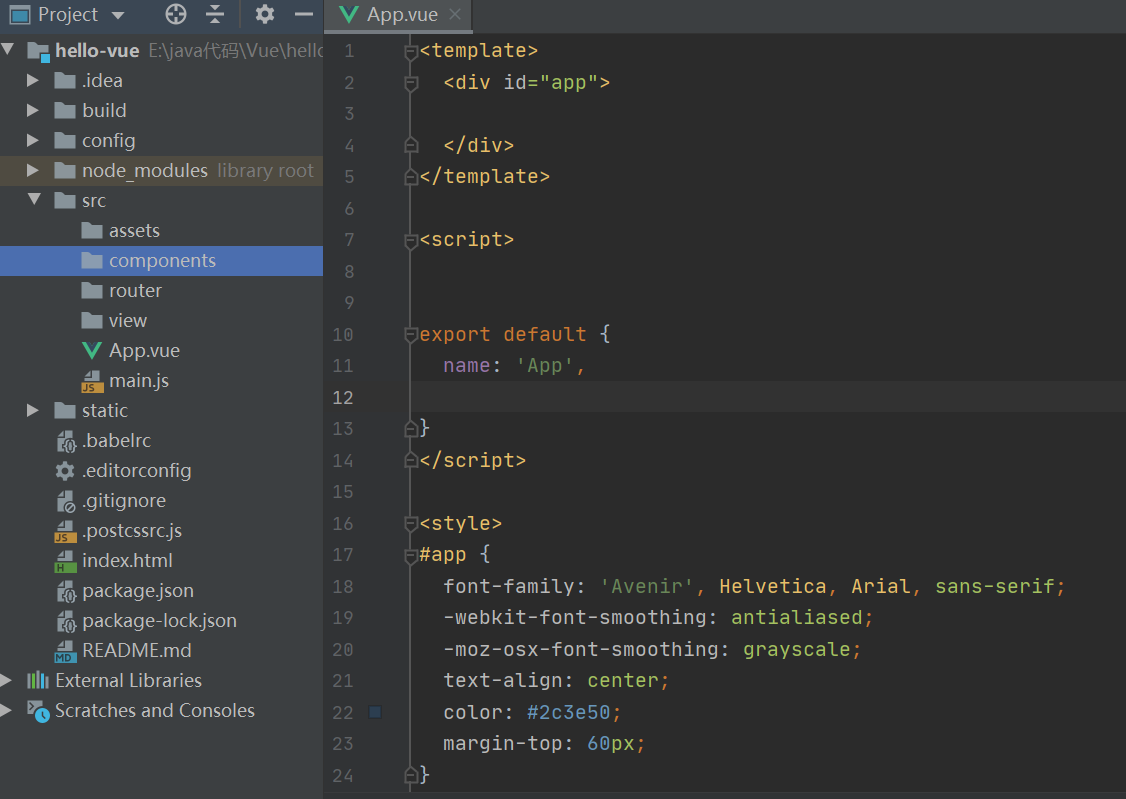 Project
hello-vue E:\java代码\Vue\hello
.idea
build
config
node_modules library root
src
assets
components
router
view
App.vue
main.js
static
.babelrc
.editorconfig
.gitignore
.postcssrc.js
index.html
package.json
package-lock.json
README.md
External Libraries
Scratches and Consoles
App.vue
1 <template>
2 <div id="app">
3
4 </div>
5 </template>
6
7 <script>
8
9
10 export default {
11 name: 'App',
12
13 }
14 </script>
15
16 <style>
17 #app {
18 font-family: 'Avenir', Helvetica, Arial, sans-serif;
19 -webkit-font-smoothing: antialiased;
20 -moz-osx-font-smoothing: grayscale;
21 text-align: center;
22 color: #2c3e50;
23 margin-top: 60px;
24 }